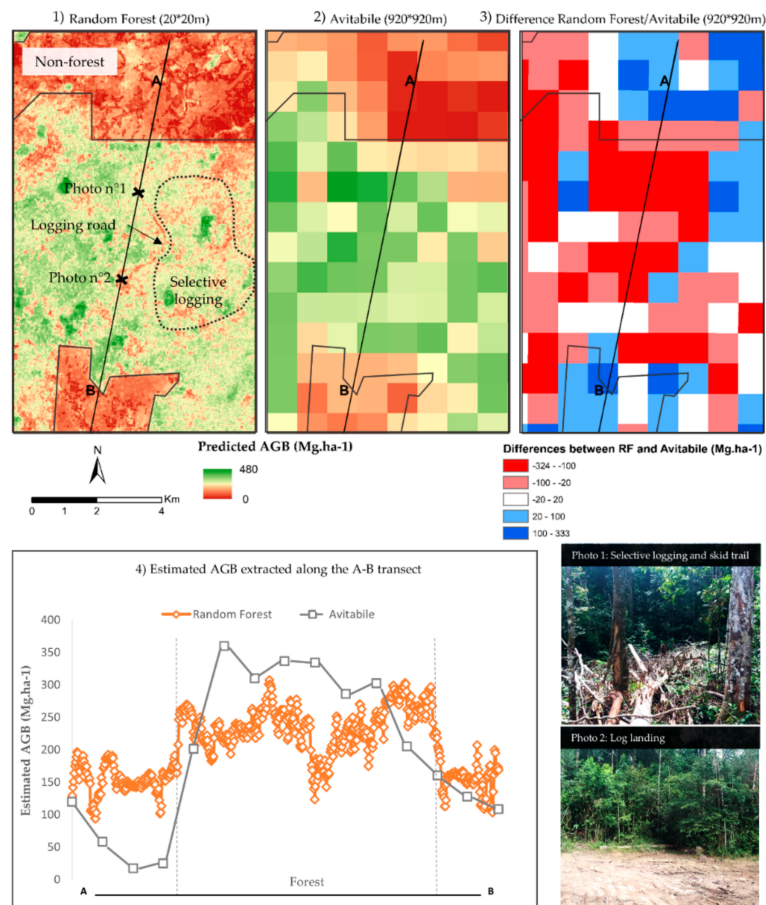 1) Random Forest (20*20m)
2) Avitabile (920*920m)
3) Difference Random Forest/Avitabile (920*920m)
Non-forest
A
A
A
Photo n°1
Logging road
Photo n°2
Selective
logging
B
B
B
N
Km
0 1 2 4
Predicted AGB (Mg.ha-1)
480
0
Differences between RF and Avitabile (Mg.ha-1)
-324 - -100
-100 - -20
-20 - 20
20 - 100
100 - 333
4) Estimated AGB extracted along the A-B transect
Random Forest
Avitabile
Estimated AGB (Mg.ha-1)
400
350
300
250
200
150
100
50
0
Forest
A
B
Photo 1: Selective logging and skid trail
Photo 2: Log landing